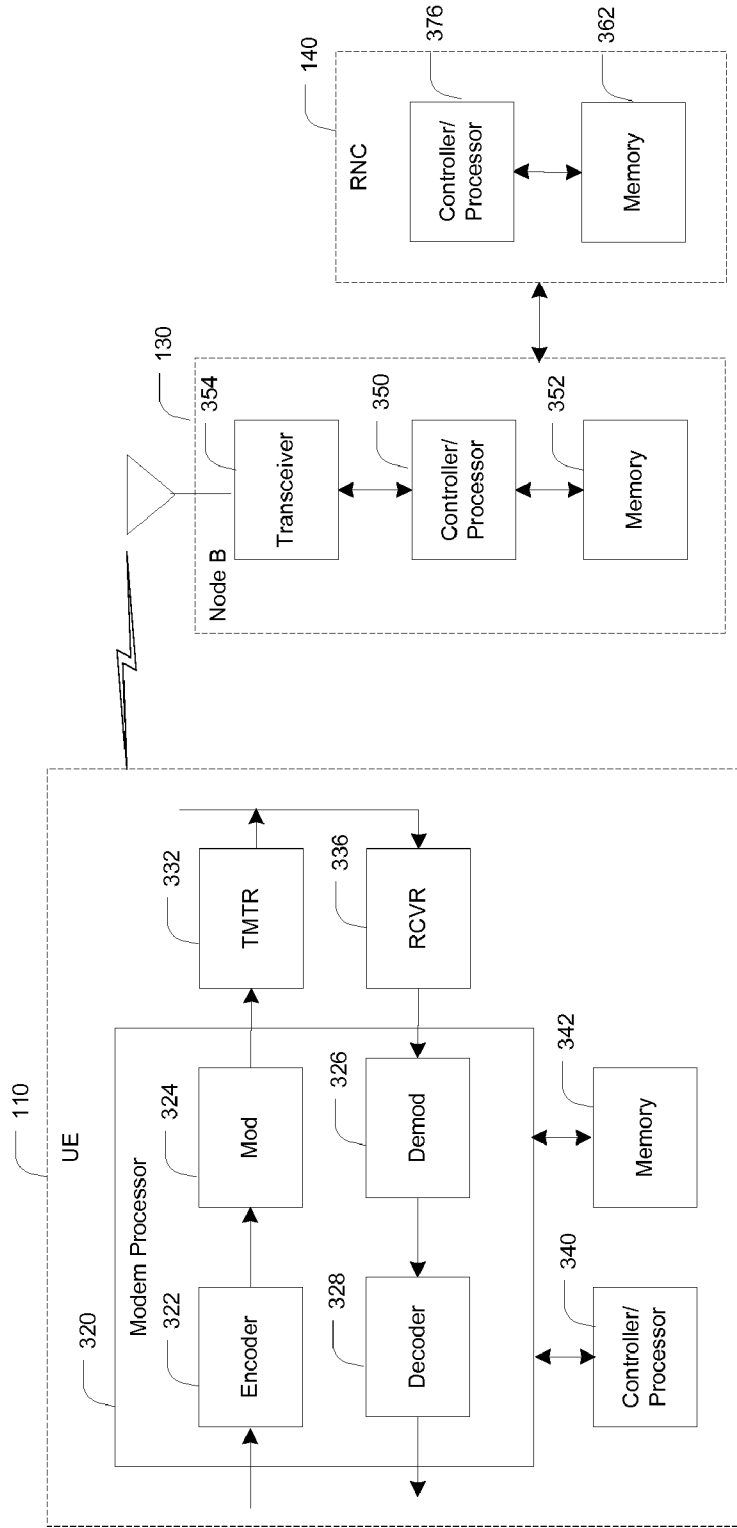 110
UE
320
Modem Processor
322
Encoder
324
Mod
332
TMTR
328
Decoder
326
Demod
336
RCVR
340
Controller/
Processor
342
Memory
130
Node B
354
Transceiver
350
Controller/
Processor
352
Memory
140
RNC
376
Controller/
Processor
362
Memory